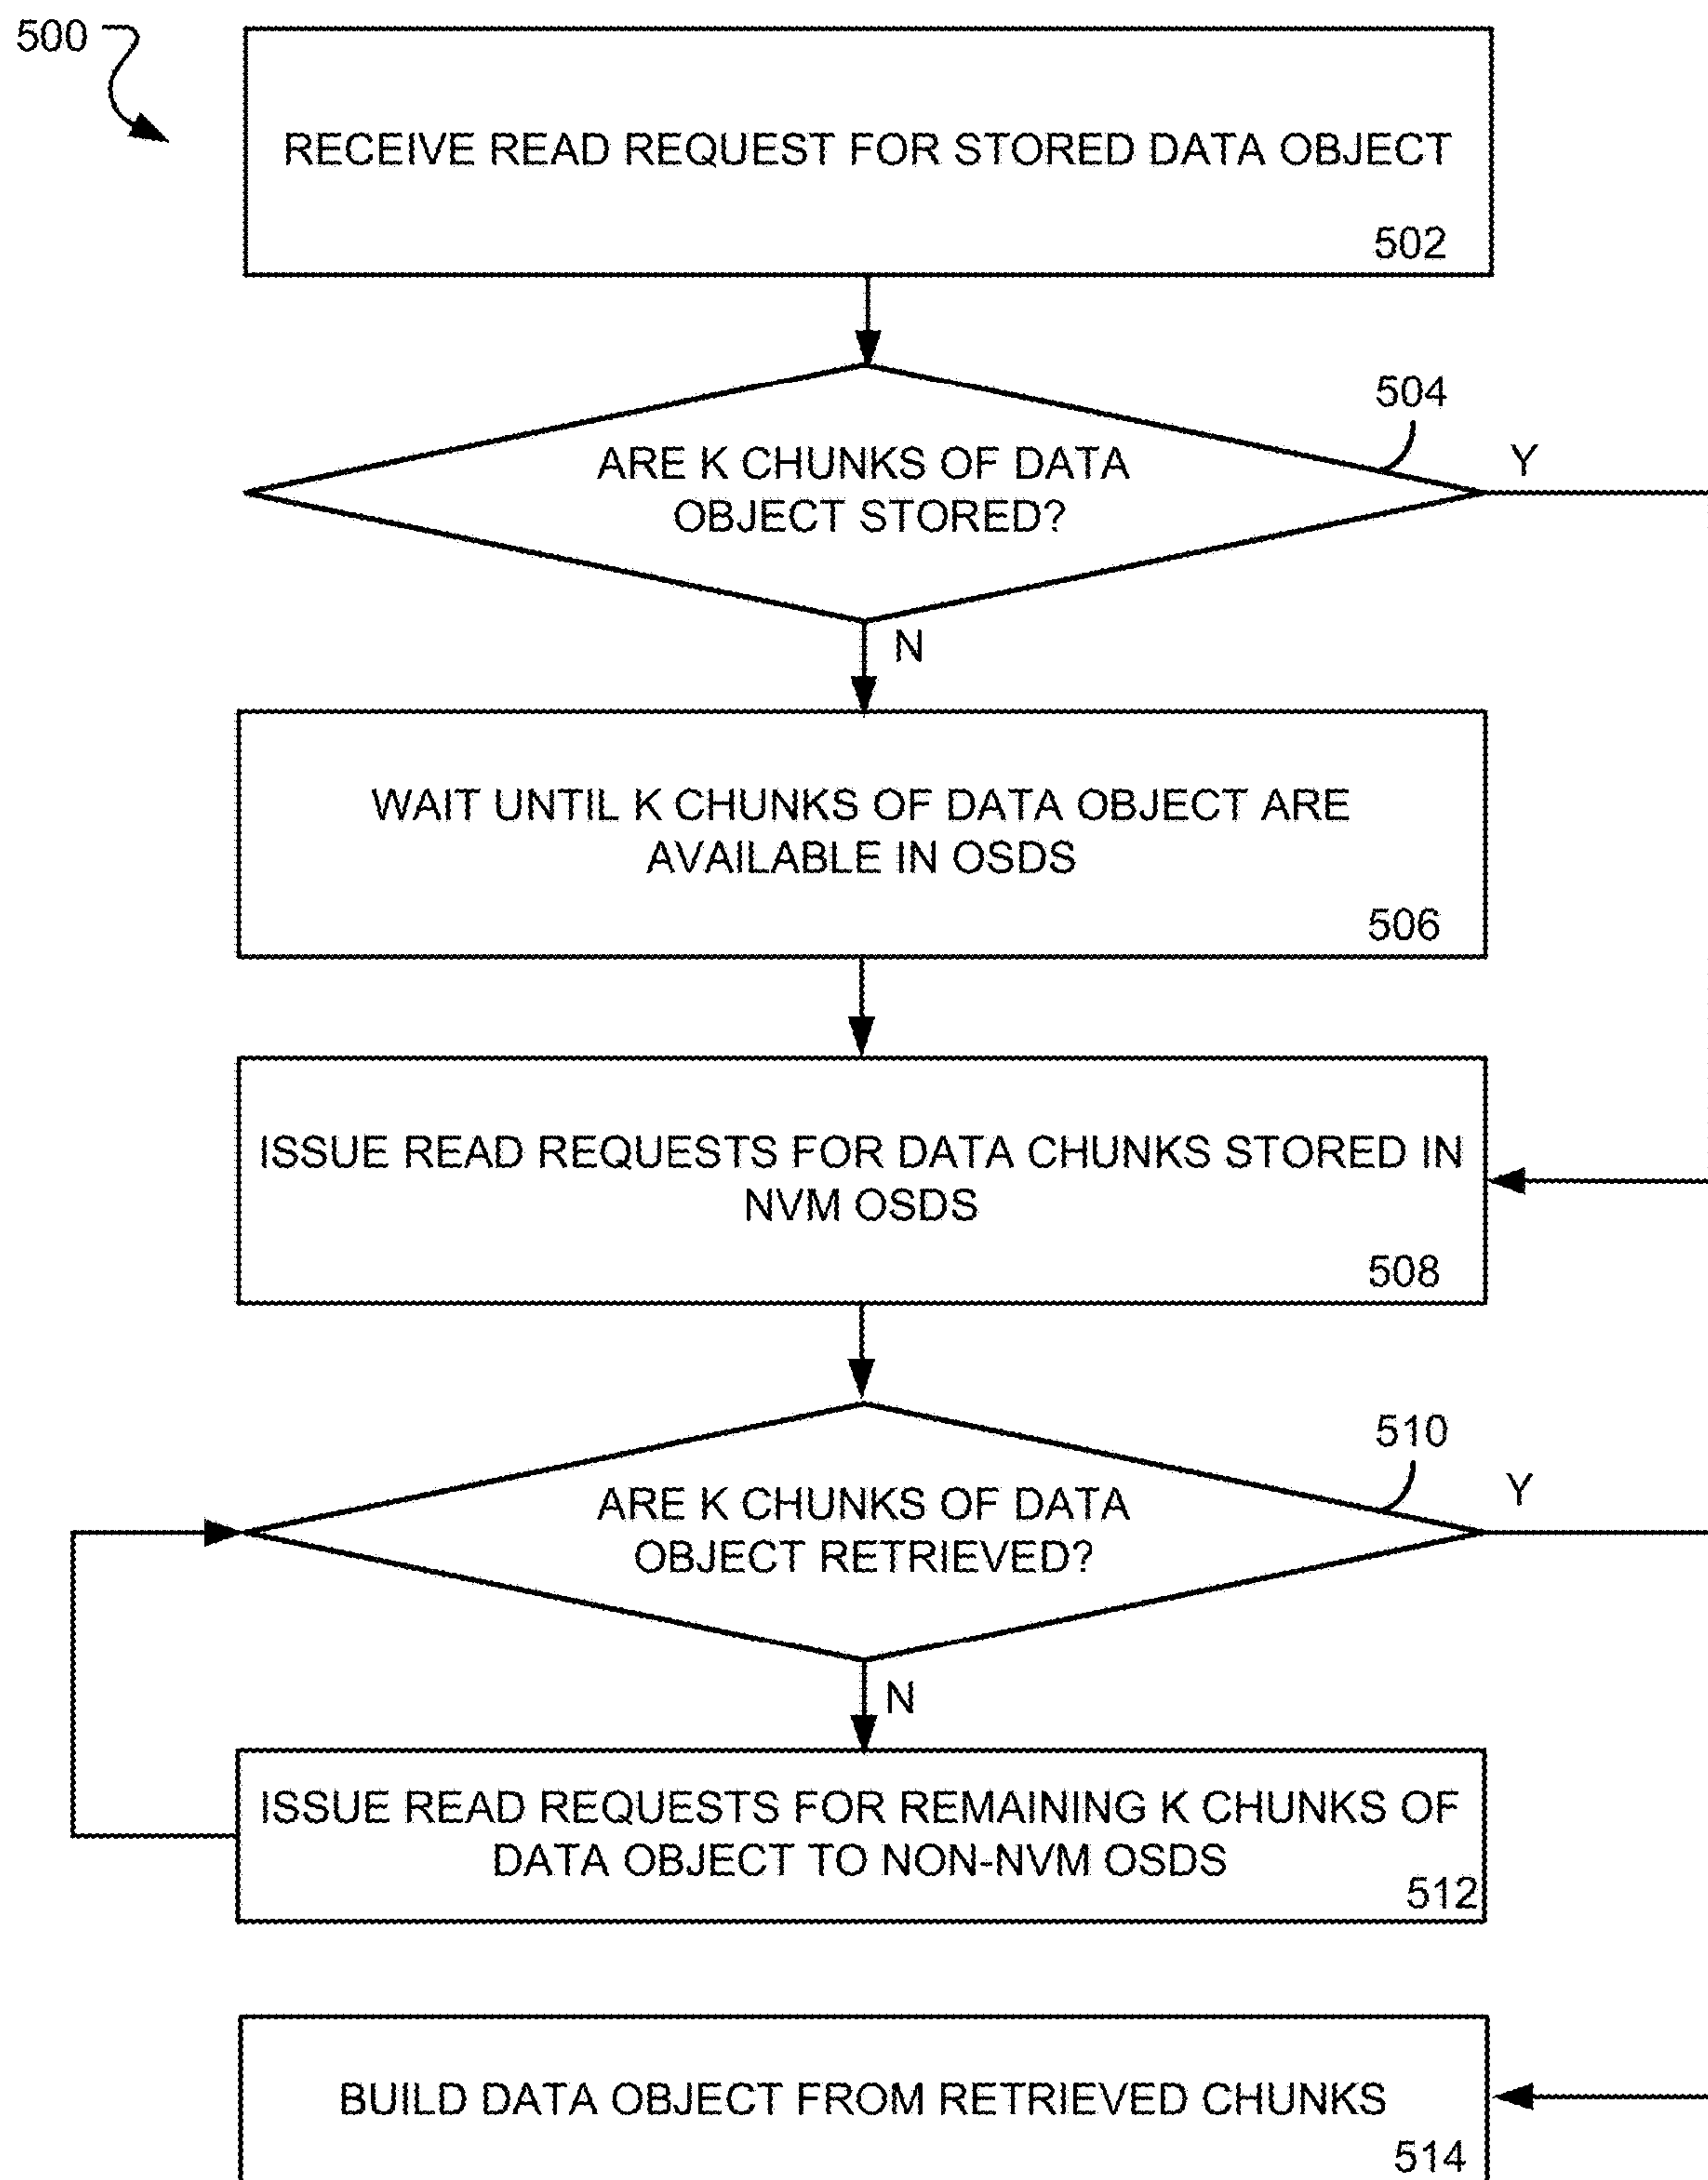 500
RECEIVE READ REQUEST FOR STORED DATA OBJECT
502
504
ARE K CHUNKS OF DATA
OBJECT STORED?
Y
N
WAIT UNTIL K CHUNKS OF DATA OBJECT ARE
AVAILABLE IN OSDS
506
ISSUE READ REQUESTS FOR DATA CHUNKS STORED IN
NVM OSDS
508
510
ARE K CHUNKS OF DATA
OBJECT RETRIEVED?
Y
N
ISSUE READ REQUESTS FOR REMAINING K CHUNKS OF
DATA OBJECT TO NON-NVM OSDS
512
BUILD DATA OBJECT FROM RETRIEVED CHUNKS
514